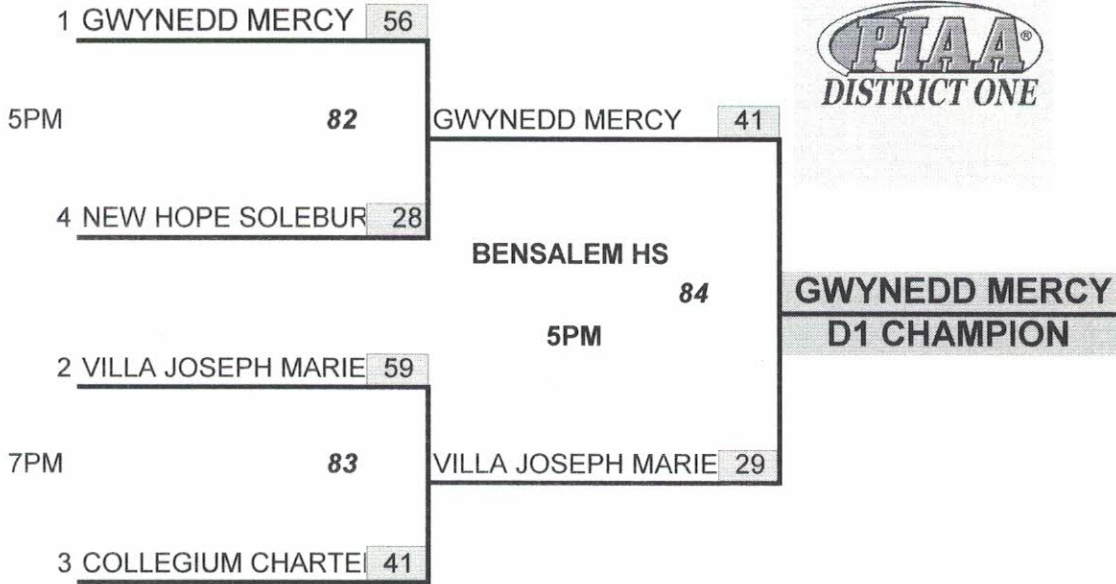 1 GWYNEDD MERCY 56
PIAA®
DISTRICT ONE
5PM 82 GWYNEDD MERCY 41
4 NEW HOPE SOLEBUR 28
BENSALEM HS
84 GWYNEDD MERCY
5PM D1 CHAMPION
2 VILLA JOSEPH MARIE 59
7PM 83 VILLA JOSEPH MARIE 29
3 COLLEGIUM CHARTE 41